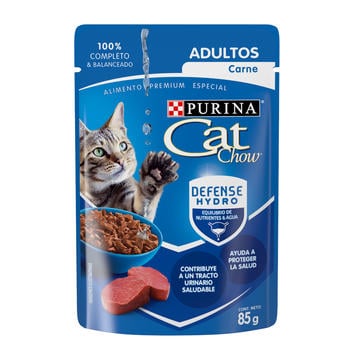 100%
COMPLETO
& BALANCEADO
ADULTOS
Carne
ALIMENTO PREMIUM ESPECIAL
PURINA
Cat
Chow
DEFENSE
HYDRO
EQUILIBRIO DE
NUTRIENTES & AGUA
AYUDA A
PROTEGER
LA SALUD
CONTRIBUYE
A UN TRACTO
URINARIO
SALUDABLE
CONT. NETO
85g